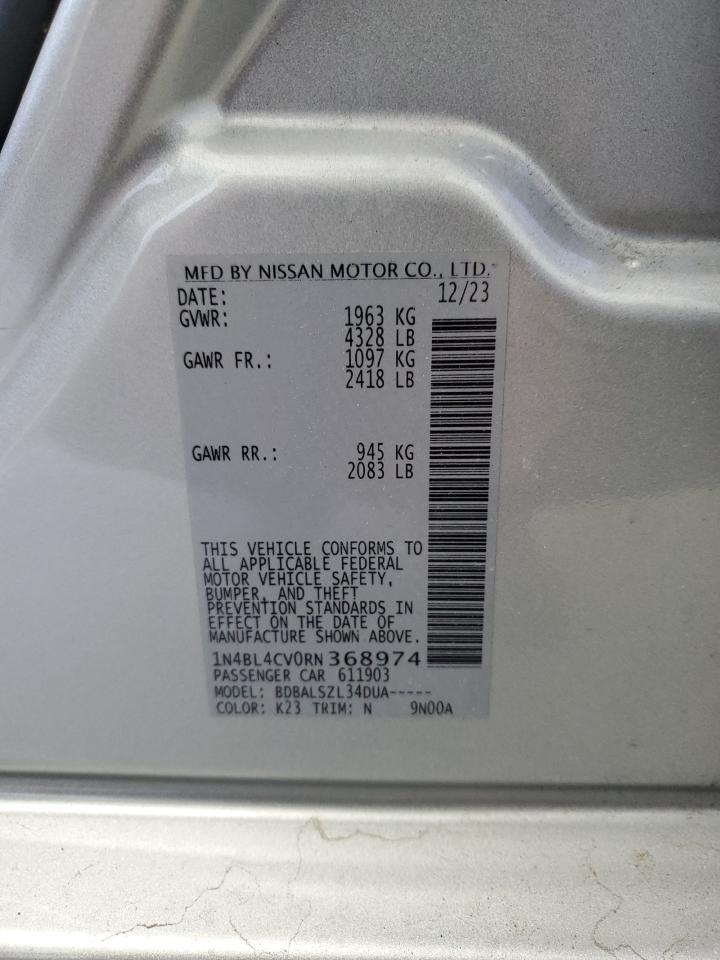 MFD BY NISSAN MOTOR CO., LTD.
DATE: 12/23
GVWR: 1963 KG
4328 LB
GAWR FR.: 1097 KG
2418 LB
GAWR RR.: 945 KG
2083 LB
THIS VEHICLE CONFORMS TO
ALL APPLICABLE FEDERAL
MOTOR VEHICLE SAFETY,
BUMPER, AND THEFT
PREVENTION STANDARDS IN
EFFECT ON THE DATE OF
MANUFACTURE SHOWN ABOVE.
1N4BL4CV0RN368974
PASSENGER CAR 611903
MODEL: BDBALSZL34DUA-----
COLOR: K23 TRIM: N 9N00A